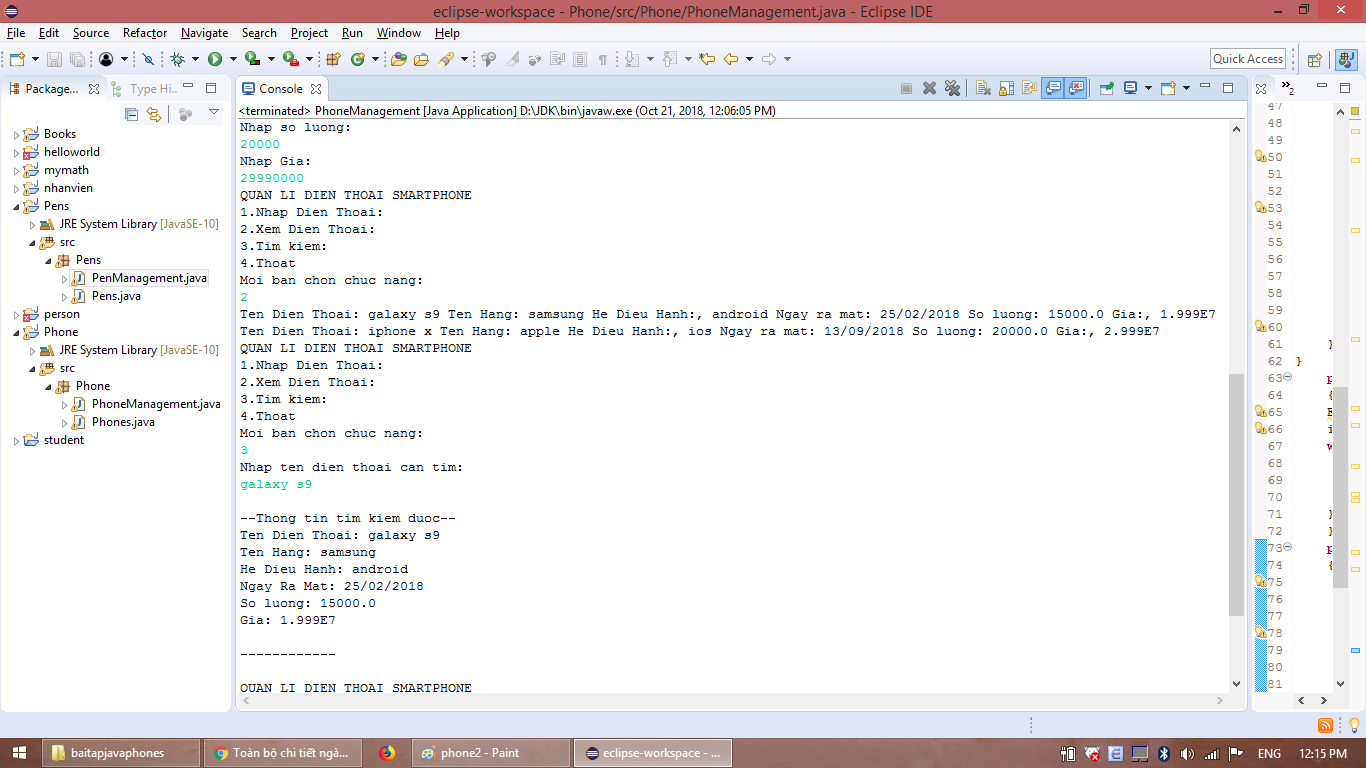 eclipse-workspace - Phone/src/Phone/PhoneManagement.java - Eclipse IDE
File Edit Source Refactor Navigate Search Project Run Window Help
Quick Access
Package...
Type Hi..
Books
helloworld
mymath
nhanvien
Pens
JRE System Library [JavaSE-10]
src
Pens
PenManagement.java
Pens.java
person
Phone
JRE System Library [JavaSE-10]
src
Phone
PhoneManagement.java
Phones.java
student
Console
<terminated> PhoneManagement [Java Application] D:\JDK\bin\javaw.exe (Oct 21, 2018, 12:06:05 PM)
Nhap so luong:
20000
Nhap Gia:
29990000
QUAN LI DIEN THOAI SMARTPHONE
1.Nhap Dien Thoai:
2.Xem Dien Thoai:
3.Tim kiem:
4.Thoat
Moi ban chon chuc nang:
2
Ten Dien Thoai: galaxy s9 Ten Hang: samsung He Dieu Hanh:, android Ngay ra mat: 25/02/2018 So luong: 15000.0 Gia:, 1.999E7
Ten Dien Thoai: iphone x Ten Hang: apple He Dieu Hanh:, ios Ngay ra mat: 13/09/2018 So luong: 20000.0 Gia:, 2.999E7
QUAN LI DIEN THOAI SMARTPHONE
1.Nhap Dien Thoai:
2.Xem Dien Thoai:
3.Tim kiem:
4.Thoat
Moi ban chon chuc nang:
3
Nhap ten dien thoai can tim:
galaxy s9
--Thong tin tim kiem duoc--
Ten Dien Thoai: galaxy s9
Ten Hang: samsung
He Dieu Hanh: android
Ngay Ra Mat: 25/02/2018
So luong: 15000.0
Gia: 1.999E7
------------
QUAN LI DIEN THOAI SMARTPHONE
2
47
48
49
50
51
52
53
54
55
56
57
58
59
60
61 }
62 }
63 p
64 {
65 E
66 i
67 w
68
69
70
71 }
72 }
73 p
74 {
75
76
77
78
79
80
81
baitapjavaphones
Toàn bộ chi tiết ngà...
phone2 - Paint
eclipse-workspace - ...
ENG
12:15 PM